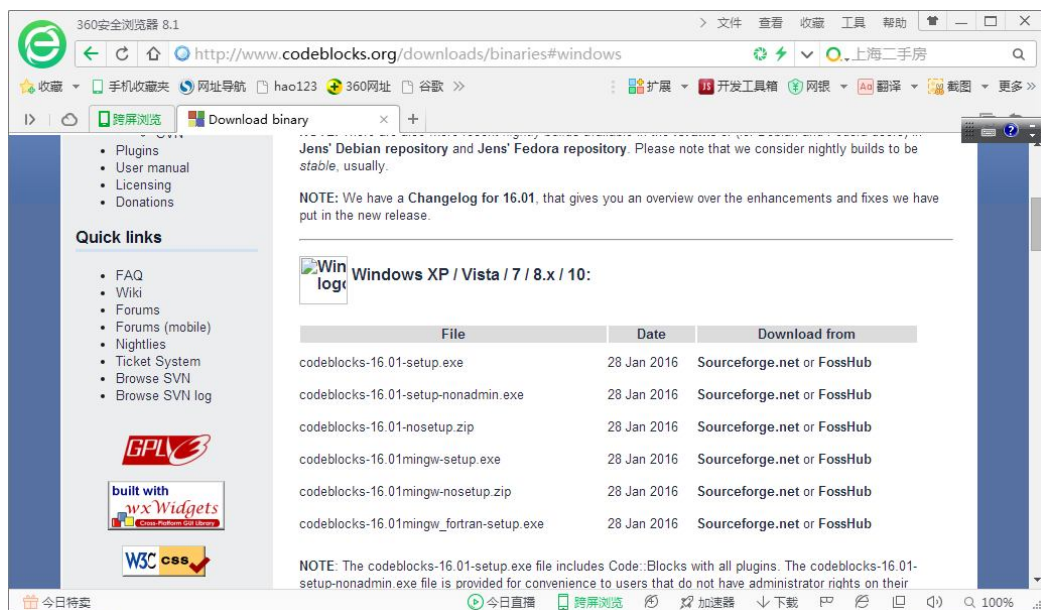 360安全浏览器 8.1
文件 查看 收藏 工具 帮助
http://www.codeblocks.org/downloads/binaries#windows
上海二手房
收藏 手机收藏夹 网址导航 hao123 360网址 谷歌 扩展 开发工具箱 网银 翻译 截图 更多
跨屏浏览 Download binary
Plugins
User manual
Licensing
Donations
Quick links
FAQ
Wiki
Forums
Forums (mobile)
Nightlies
Ticket System
Browse SVN
Browse SVN log
GPLv3
built with
wxWidgets
Cross-Platform GUI Library
W3C css
Jens' Debian repository and Jens' Fedora repository. Please note that we consider nightly builds to be
stable, usually.
NOTE: We have a Changelog for 16.01, that gives you an overview over the enhancements and fixes we have
put in the new release.
Win
logo
Windows XP / Vista / 7 / 8.x / 10:
File Date Download from
codeblocks-16.01-setup.exe 28 Jan 2016 Sourceforge.net or FossHub
codeblocks-16.01-setup-nonadmin.exe 28 Jan 2016 Sourceforge.net or FossHub
codeblocks-16.01-nosetup.zip 28 Jan 2016 Sourceforge.net or FossHub
codeblocks-16.01mingw-setup.exe 28 Jan 2016 Sourceforge.net or FossHub
codeblocks-16.01mingw-nosetup.zip 28 Jan 2016 Sourceforge.net or FossHub
codeblocks-16.01mingw_fortran-setup.exe 28 Jan 2016 Sourceforge.net or FossHub
NOTE: The codeblocks-16.01-setup.exe file includes Code::Blocks with all plugins. The codeblocks-16.01-
setup-nonadmin.exe file is provided for convenience to users that do not have administrator rights on their
今日特卖 今日直播 跨屏浏览 加速器 下载 100%